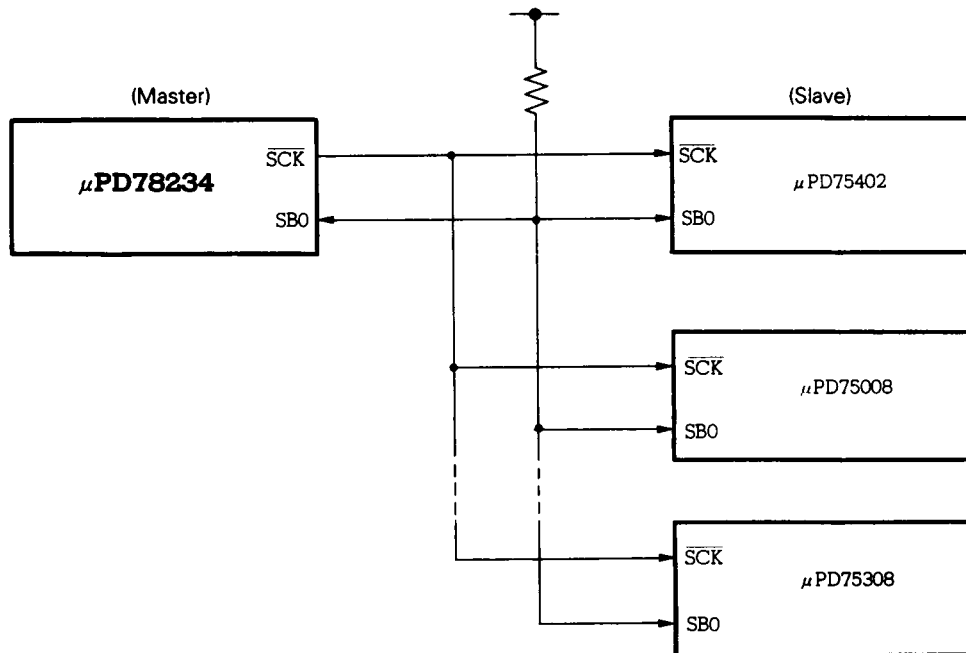 (Master)
μPD78234
SCK
SB0
(Slave)
SCK
μPD75402
SB0
SCK
μPD75008
SB0
SCK
μPD75308
SB0